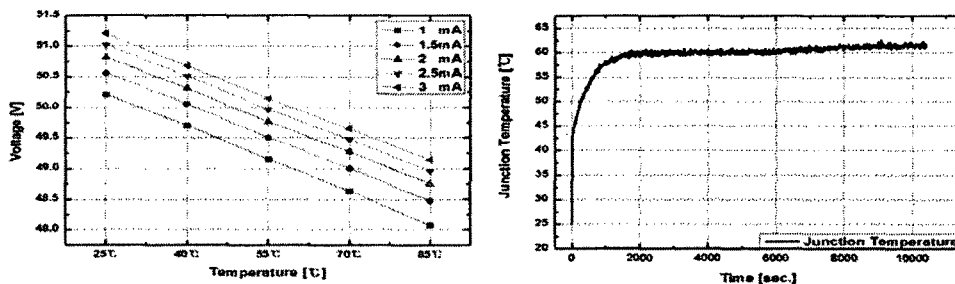 51.5
51.0
50.5
50.0
49.5
49.0
48.5
48.0
Voltage [V]
25℃
40℃
55℃
70℃
85℃
Temperature [℃]
1 mA
1.5mA
2 mA
2.5mA
3 mA
65
60
55
50
45
40
35
30
25
20
Junction Temperature [℃]
0
2000
4000
6000
8000
10000
Time [sec.]
Junction Temperature